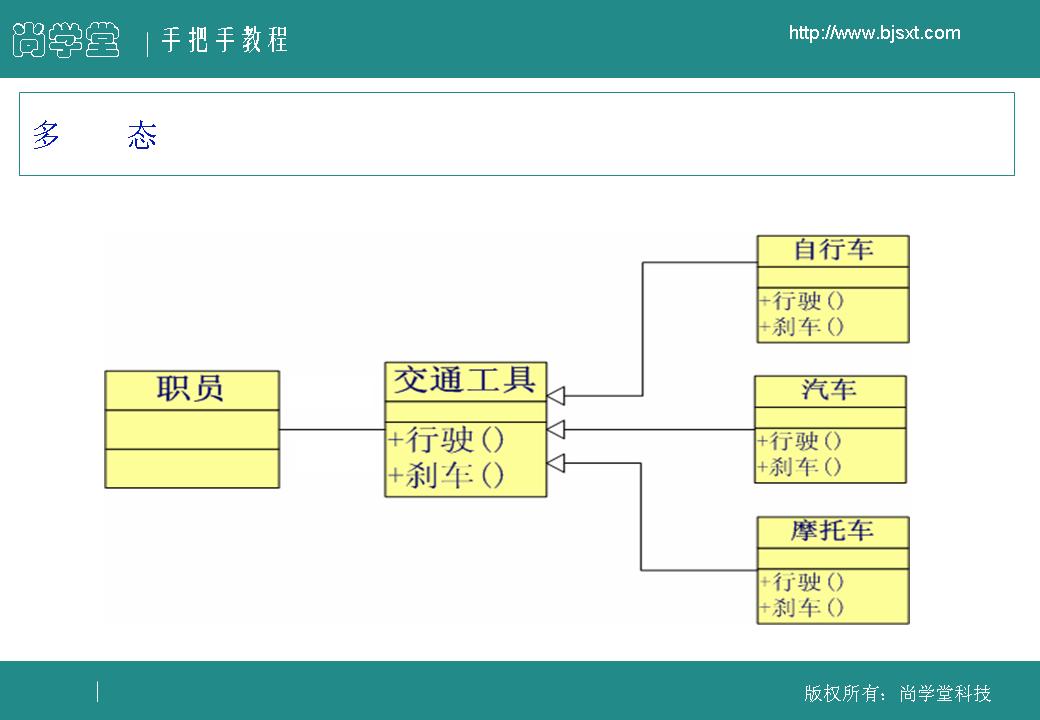 尚学堂 手把手教程
http://www.bjsxt.com
多 态
自行车
+行驶()
+刹车()
职员
交通工具
+行驶()
+刹车()
汽车
+行驶()
+刹车()
摩托车
+行驶()
+刹车()
版权所有：尚学堂科技